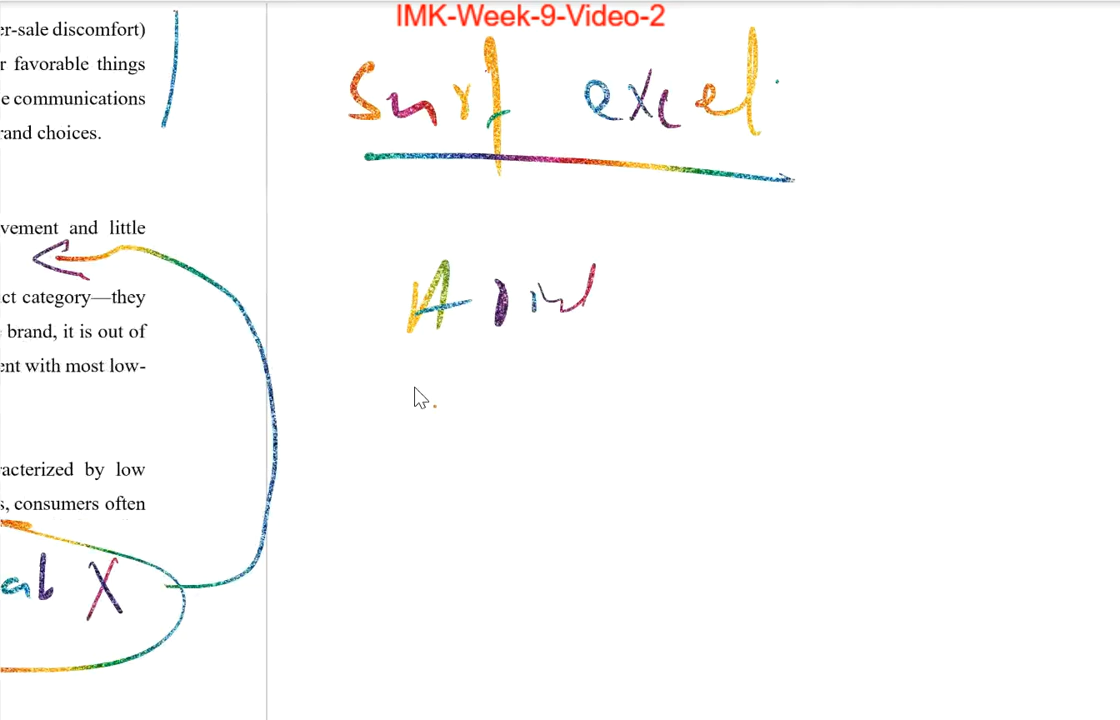 IMK-Week-9-Video-2
er-sale discomfort)
r favorable things
e communications
rand choices.
vement and little
ct category—they
brand, it is out of
ent with most low-
acterized by low
s, consumers often
al X
Surf excel